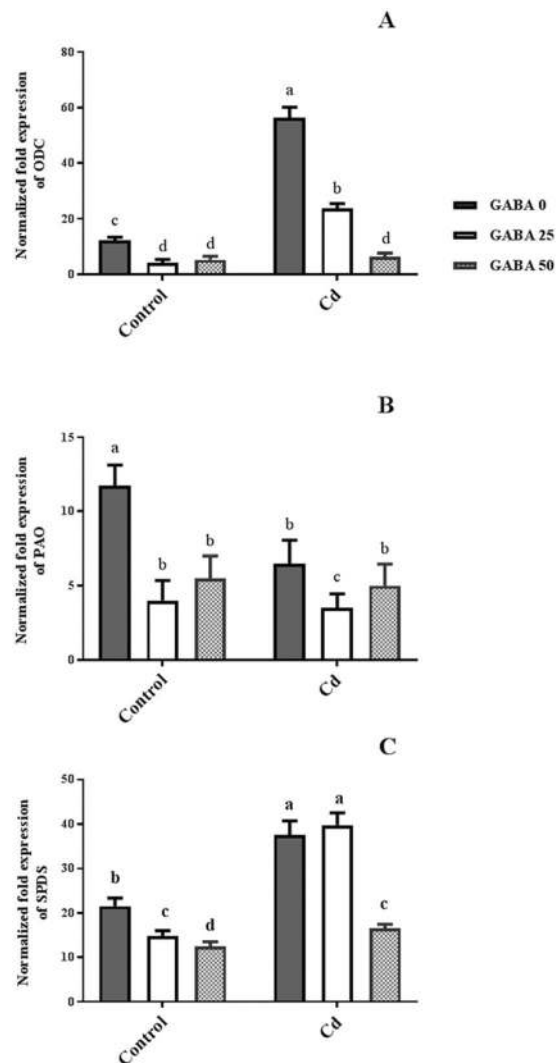 A
Normalized fold expression
of ODC
80
60
40
20
0
c
d
d
a
b
d
Control
Cd
GABA 0
GABA 25
GABA 50
B
Normalized fold expression
of PAO
15
10
5
0
a
b
b
b
c
b
Control
Cd
C
Normalized fold expression
of SPDS
50
40
30
20
10
0
b
c
d
a
a
c
Control
Cd